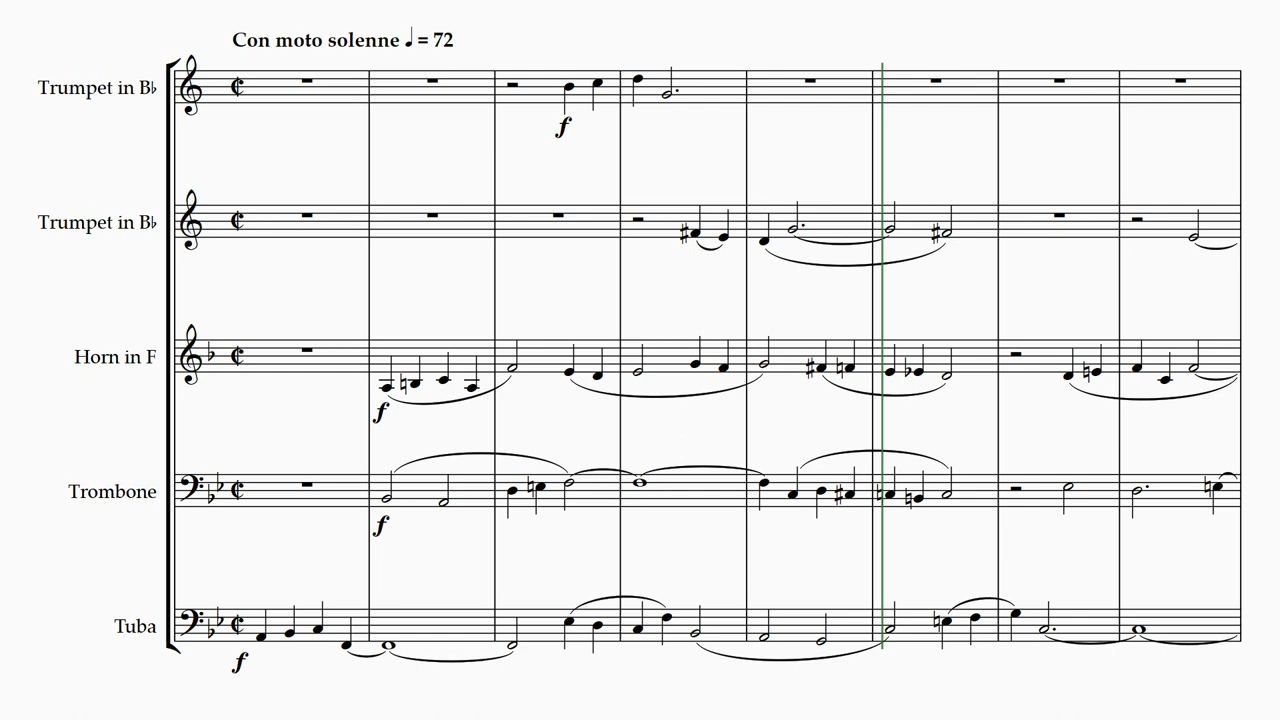 Con moto solenne ♩ = 72
Trumpet in B♭
f
Trumpet in B♭
Horn in F
f
Trombone
f
Tuba
f